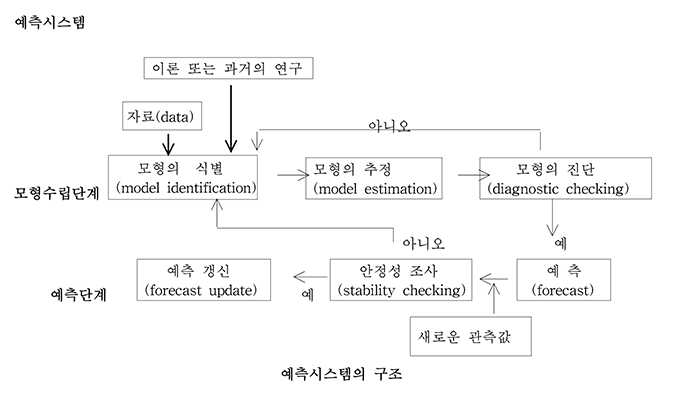 예측시스템
이론 또는 과거의 연구
자료(data)
아니오
모형의 식별
(model identification)
모형의 추정
(model estimation)
모형의 진단
(diagnostic checking)
모형수립단계
예
아니오
예측 갱신
(forecast update)
예
안정성 조사
(stability checking)
예 측
(forecast)
예측단계
새로운 관측값
예측시스템의 구조